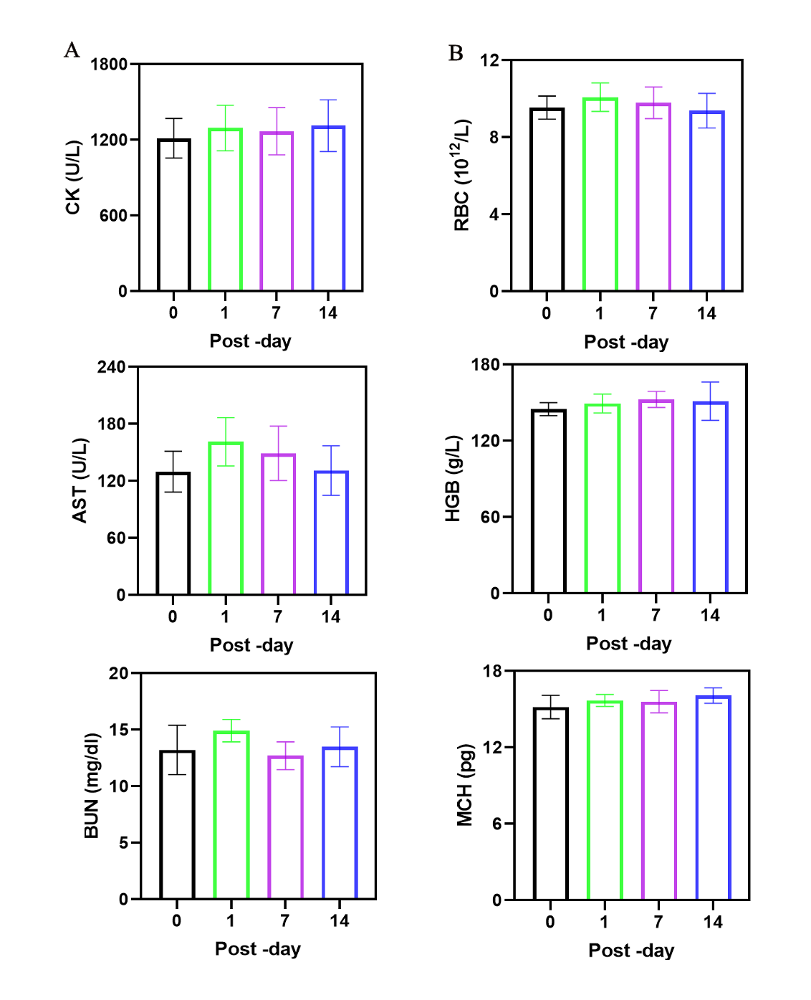 A
1800
1200
600
0
CK (U/L)
0 1 7 14
Post -day
B
12
8
4
0
RBC (10¹²/L)
0 1 7 14
Post -day
240
180
120
60
0
AST (U/L)
0 1 7 14
Post -day
180
120
60
0
HGB (g/L)
0 1 7 14
Post -day
20
15
10
5
0
BUN (mg/dl)
0 1 7 14
Post -day
18
12
6
0
MCH (pg)
0 1 7 14
Post -day